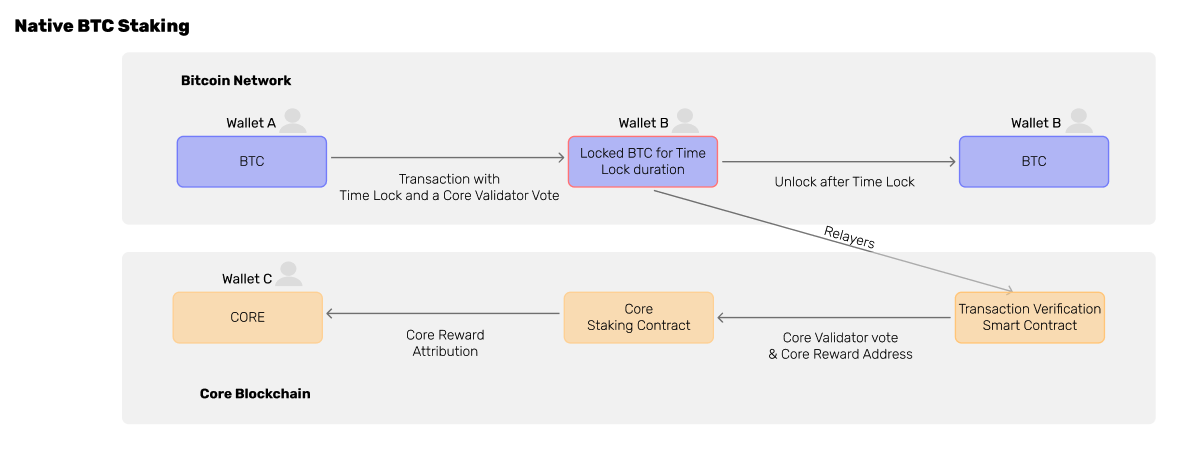 Native BTC Staking
Bitcoin Network
Wallet A
BTC
Transaction with
Time Lock and a Core Validator Vote
Wallet B
Locked BTC for Time
Lock duration
Unlock after Time Lock
Wallet B
BTC
Relayers
Wallet C
CORE
Core Reward
Attribution
Core
Staking Contract
Core Validator vote
& Core Reward Address
Transaction Verification
Smart Contract
Core Blockchain